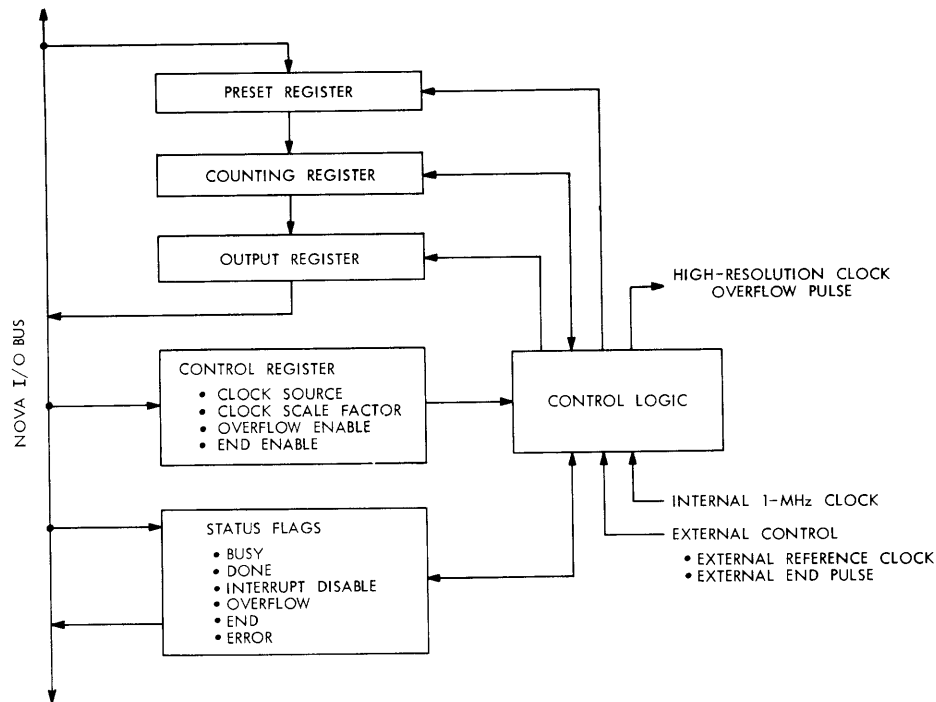 NOVA I/O BUS
PRESET REGISTER
COUNTING REGISTER
OUTPUT REGISTER
HIGH-RESOLUTION CLOCK
OVERFLOW PULSE
CONTROL REGISTER
• CLOCK SOURCE
• CLOCK SCALE FACTOR
• OVERFLOW ENABLE
• END ENABLE
CONTROL LOGIC
STATUS FLAGS
• BUSY
• DONE
• INTERRUPT DISABLE
• OVERFLOW
• END
• ERROR
INTERNAL 1-MHz CLOCK
EXTERNAL CONTROL
• EXTERNAL REFERENCE CLOCK
• EXTERNAL END PULSE